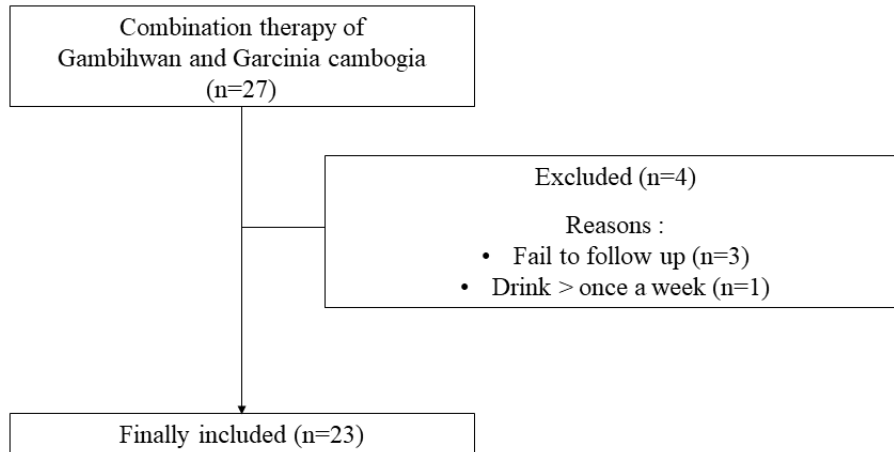 Combination therapy of
Gambihwan and Garcinia cambogia
(n=27)
Excluded (n=4)
Reasons :
• Fail to follow up (n=3)
• Drink > once a week (n=1)
Finally included (n=23)